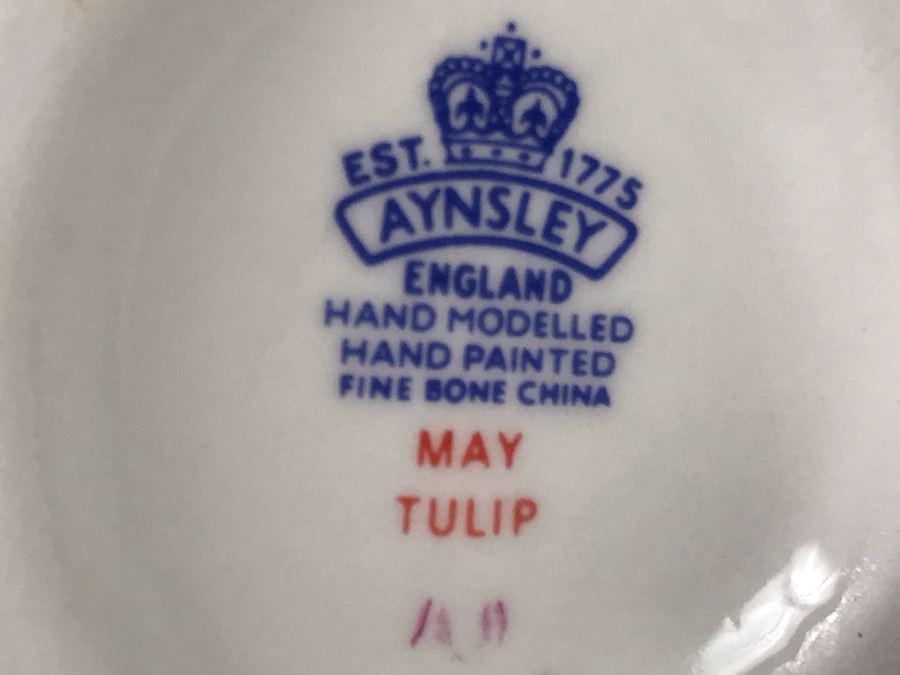 EST. 1775
AYNSLEY
ENGLAND
HAND MODELLED
HAND PAINTED
FINE BONE CHINA
MAY
TULIP